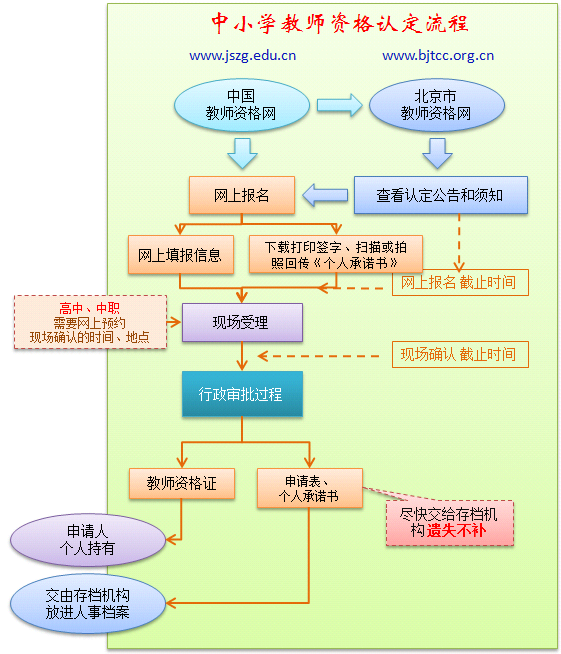 中小学教师资格认定流程
www.jszg.edu.cn
www.bjtcc.org.cn
中国
教师资格网
北京市
教师资格网
网上报名
查看认定公告和须知
网上填报信息
下载打印签字、扫描或拍
照回传《个人承诺书》
网上报名 截止时间
高中、中职
需要网上预约
现场确认的时间、地点
现场受理
现场确认 截止时间
行政审批过程
教师资格证
申请表、
个人承诺书
尽快交给存档机
构遗失不补
申请人
个人持有
交由存档机构
放进人事档案